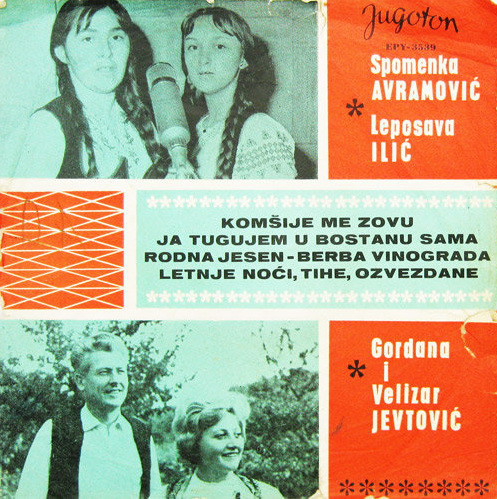 Jugoton
EPY-3539
Spomenka
AVRAMOVIĆ
* Leposava
ILIĆ
KOMŠIJE ME ZOVU
JA TUGUJEM U BOSTANU SAMA
RODNA JESEN - BERBA VINOGRADA
LETNJE NOĆI, TIHE, OZVEZDANE
Gordana
* i
Velizar
JEVTOVIĆ